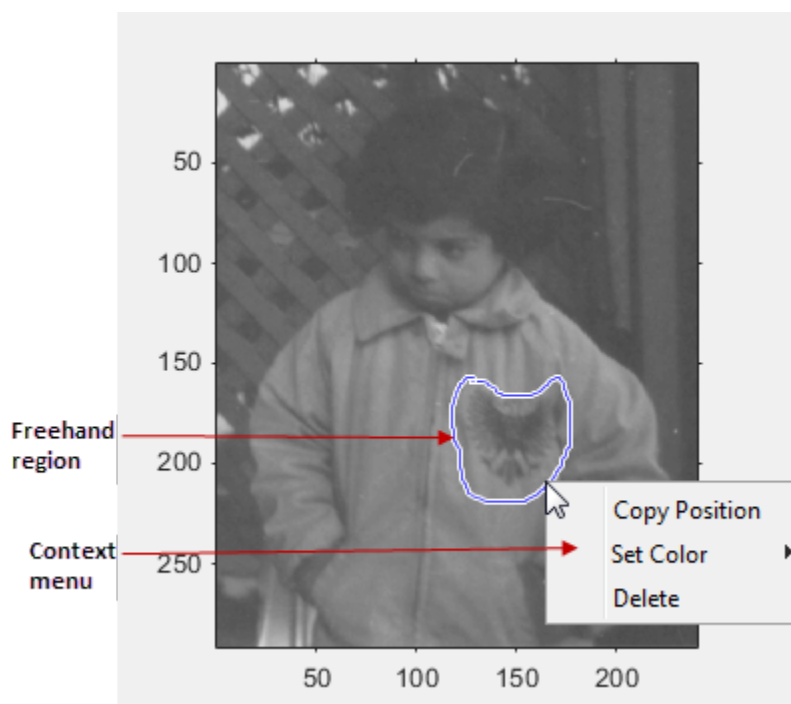 50
100
150
200
250
Freehand
region
Context
menu
Copy Position
Set Color
Delete
50
100
150
200